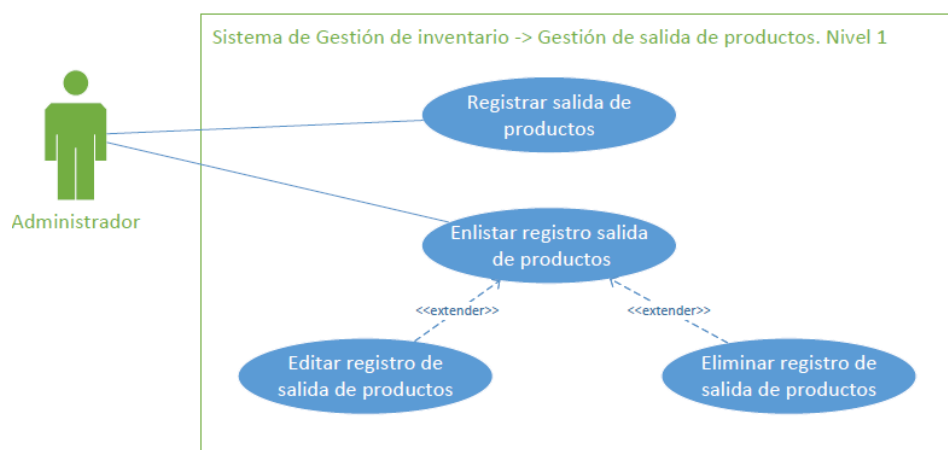 Sistema de Gestión de inventario -> Gestión de salida de productos. Nivel 1
Registrar salida de
productos
Administrador
Enlistar registro salida
de productos
<<extender>>
<<extender>>
Editar registro de
salida de productos
Eliminar registro de
salida de productos